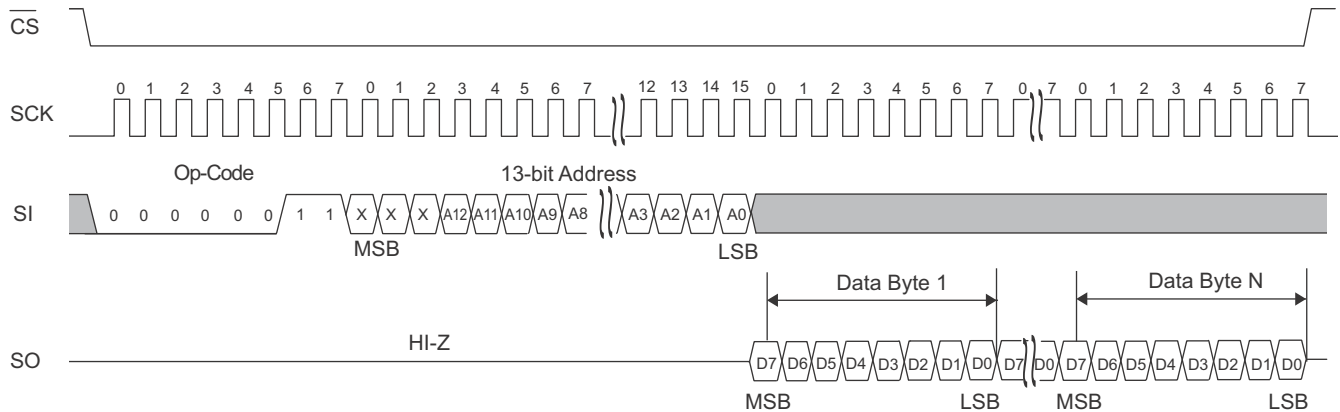 CS
0 1 2 3 4 5 6 7 0 1 2 3 4 5 6 7 12 13 14 15 0 1 2 3 4 5 6 7 0 7 0 1 2 3 4 5 6 7
SCK
Op-Code 13-bit Address
SI 0 0 0 0 0 0 1 1 X X X A12 A11 A10 A9 A8 A3 A2 A1 A0
MSB LSB
Data Byte 1 Data Byte N
HI-Z
SO D7 D6 D5 D4 D3 D2 D1 D0 D7 D0 D7 D6 D5 D4 D3 D2 D1 D0
MSB LSB MSB LSB